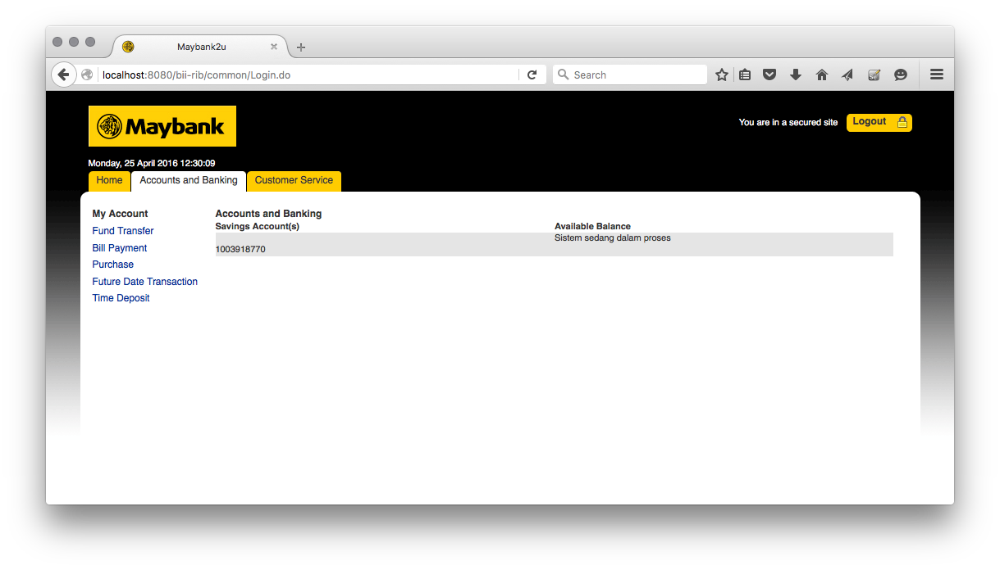 Maybank2u
localhost:8080/bii-rib/common/Login.do
Search
Maybank
You are in a secured site
Logout
Monday, 25 April 2016 12:30:09
Home
Accounts and Banking
Customer Service
My Account
Fund Transfer
Bill Payment
Purchase
Future Date Transaction
Time Deposit
Accounts and Banking
Savings Account(s) Available Balance
Sistem sedang dalam proses
1003918770